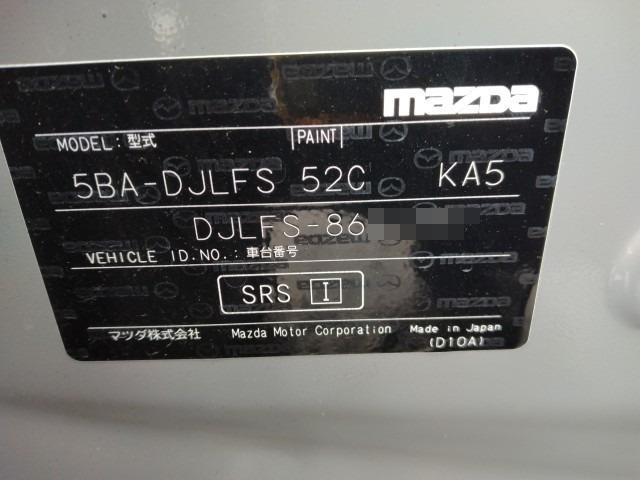 mazda
MODEL: 型式 PAINT
5BA-DJLFS 52C KA5
DJLFS-86
VEHICLE ID.NO.: 車台番号
SRS I
マツダ株式会社 Mazda Motor Corporation Made in Japan
(D10A)